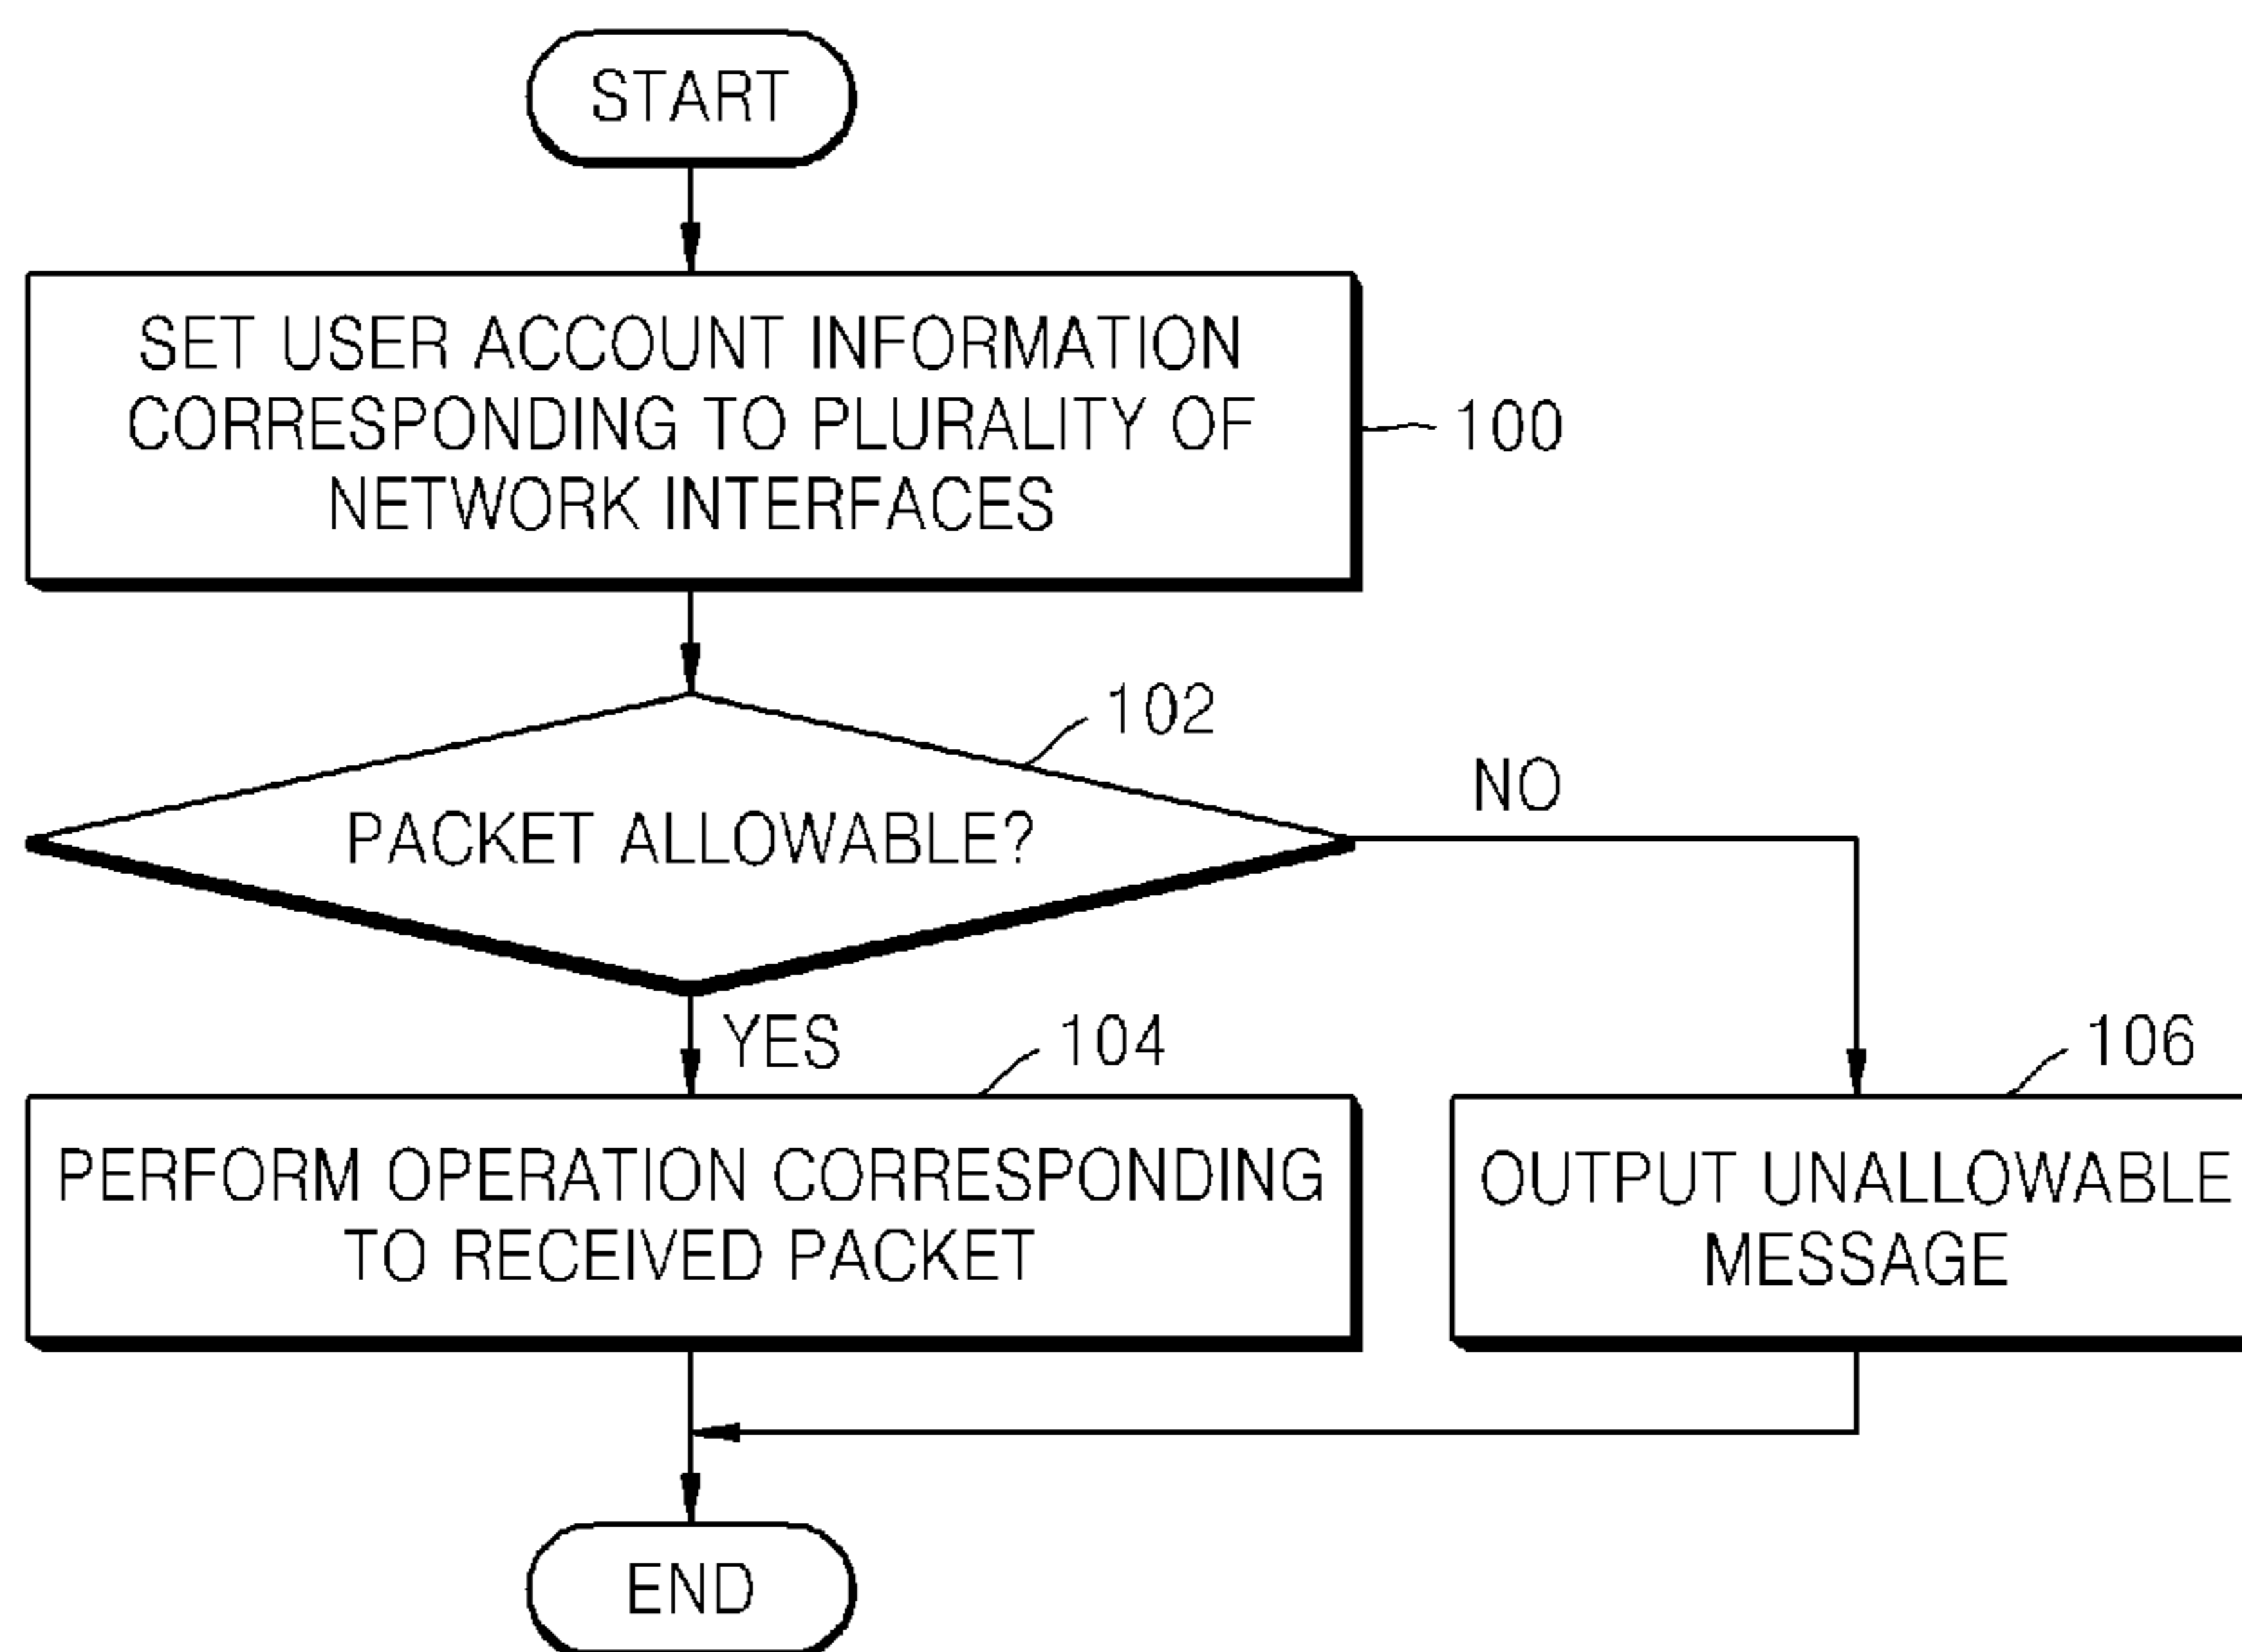 START
SET USER ACCOUNT INFORMATION
CORRESPONDING TO PLURALITY OF
NETWORK INTERFACES
100
102
PACKET ALLOWABLE?
NO
YES
104
PERFORM OPERATION CORRESPONDING
TO RECEIVED PACKET
106
OUTPUT UNALLOWABLE
MESSAGE
END